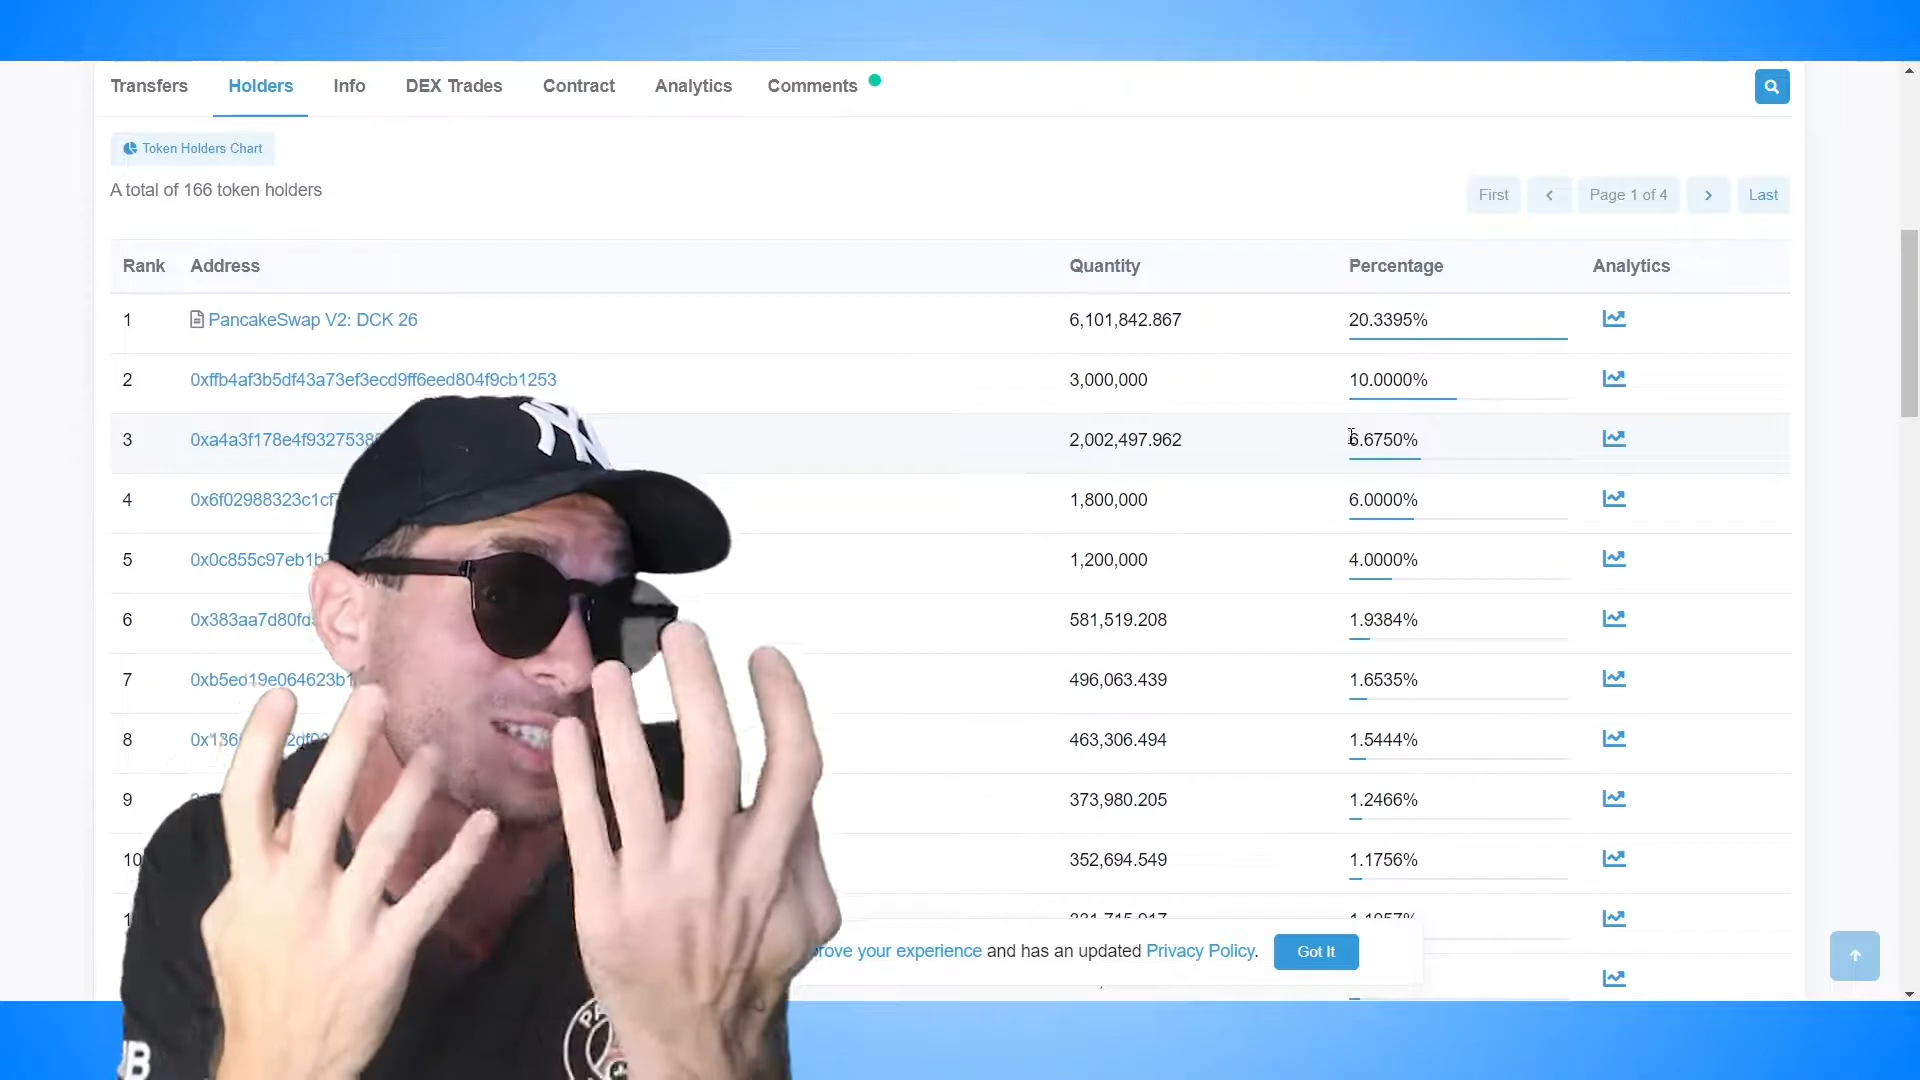 Transfers Holders Info DEX Trades Contract Analytics Comments
Token Holders Chart
A total of 166 token holders
First Page 1 of 4 Last
Rank Address Quantity Percentage Analytics
1 PancakeSwap V2: DCK 26 6,101,842.867 20.3395%
2 0xffb4af3b5df43a73ef3ecd9ff6eed804f9cb1253 3,000,000 10.0000%
3 0xa4a3f178e4f9327538 2,002,497.962 6.6750%
4 0x6f02988323c1cf 1,800,000 6.0000%
5 0x0c855c97eb1b 1,200,000 4.0000%
6 0x383aa7d80fd 581,519.208 1.9384%
7 0xb5ed19e064623b1 496,063.439 1.6535%
8 463,306.494 1.5444%
9 373,980.205 1.2466%
10 352,694.549 1.1756%
prove your experience and has an updated Privacy Policy. Got It
NY